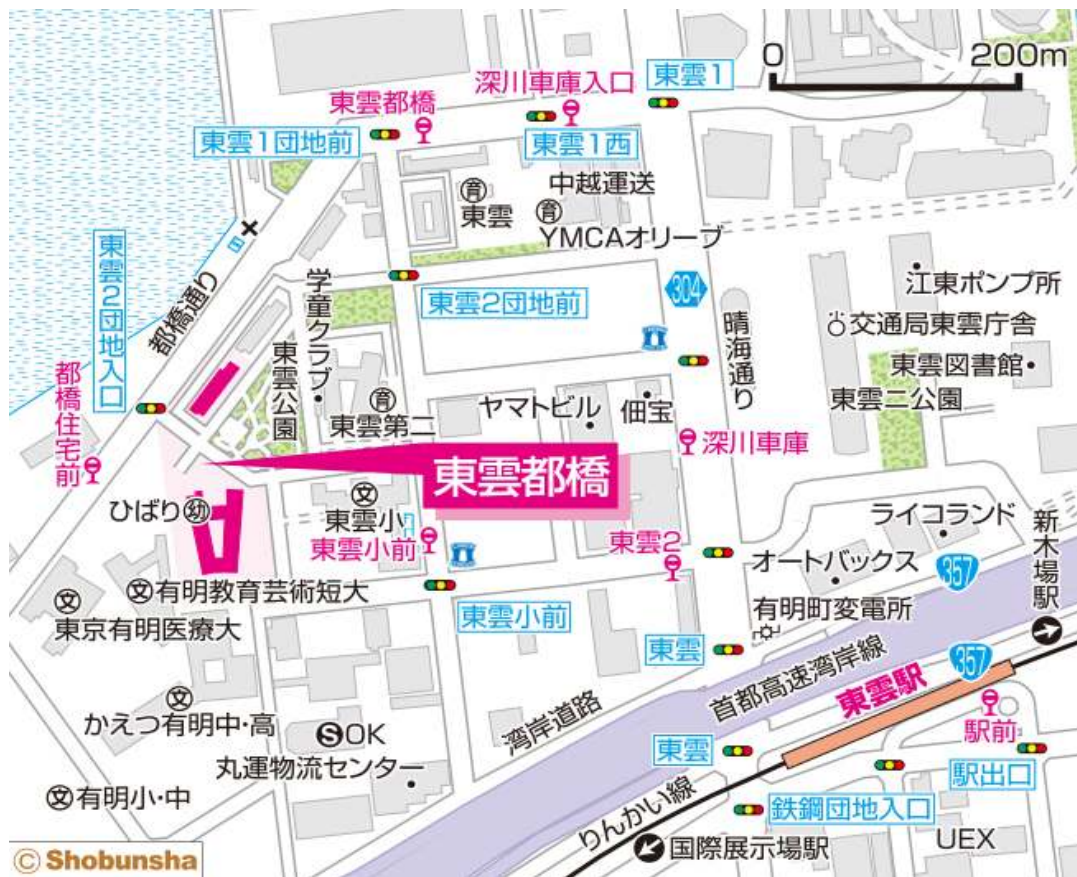 0 200m
東雲1
深川車庫入口
東雲都橋
東雲1団地前
東雲1西
中越運送
育
東雲
育
YMCAオリーブ
東雲2団地入口
都橋通り
学童クラブ
東雲2団地前
304
江東ポンプ所
交通局東雲庁舎
晴海通り
東雲図書館
東雲二公園
都橋住宅前
東雲公園
育
東雲第二
ヤマトビル
佃宝
深川車庫
東雲都橋
ひばり幼
文
東雲小
東雲小前
東雲2
ライコランド
オートバックス
新木場駅
357
文有明教育芸術短大
文
東京有明医療大
東雲小前
有明町変電所
東雲
357
首都高速湾岸線
東雲駅
文
かえつ有明中・高
湾岸道路
駅前
SOK
丸運物流センター
東雲
駅出口
文有明小・中
りんかい線
鉄鋼団地入口
国際展示場駅
UEX
© Shobunsha